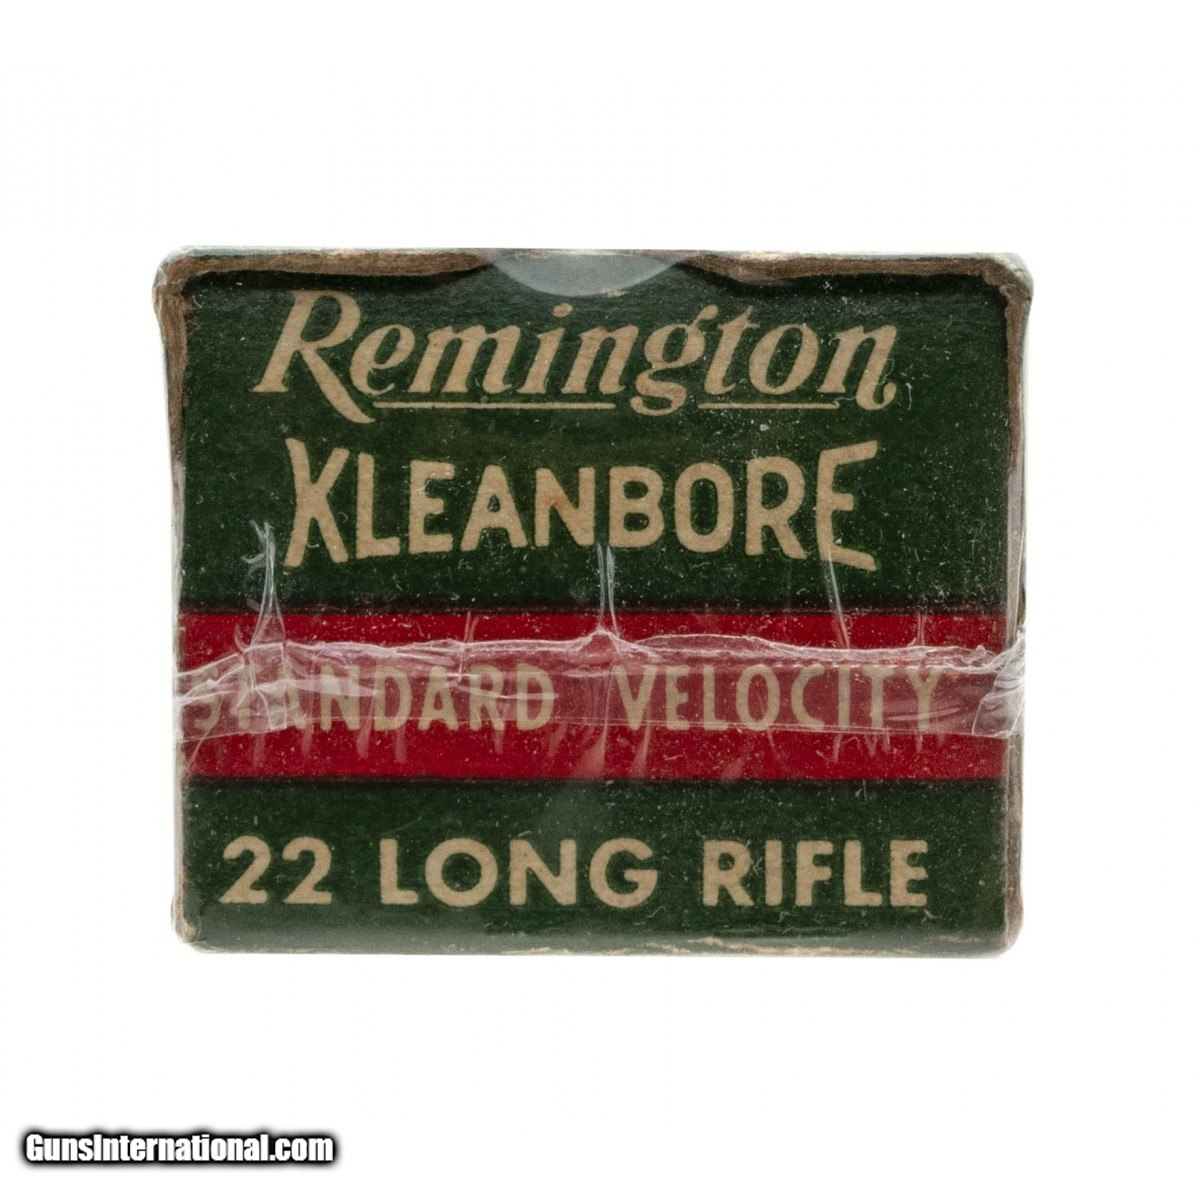 Remington
KLEANBORE
STANDARD VELOCITY
22 LONG RIFLE
GunsInternational.com